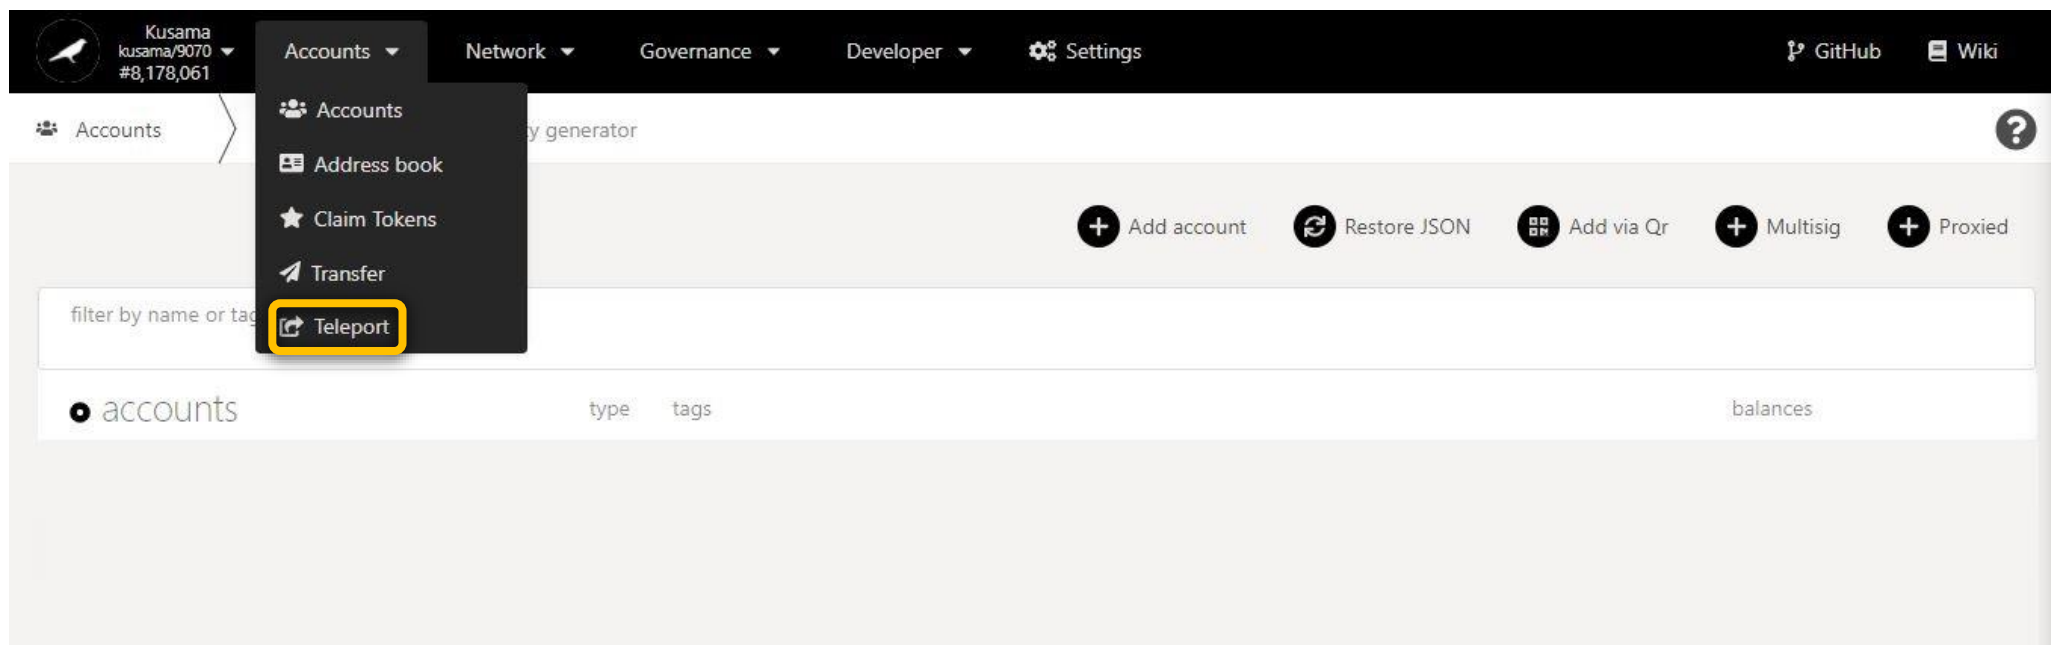 Kusama
kusama/9070
#8,178,061
Accounts
Network
Governance
Developer
Settings
GitHub
Wiki
Accounts
Address book
Claim Tokens
Transfer
Teleport
Accounts
generator
Add account
Restore JSON
Add via Qr
Multisig
Proxied
filter by name or
accounts
type
tags
balances